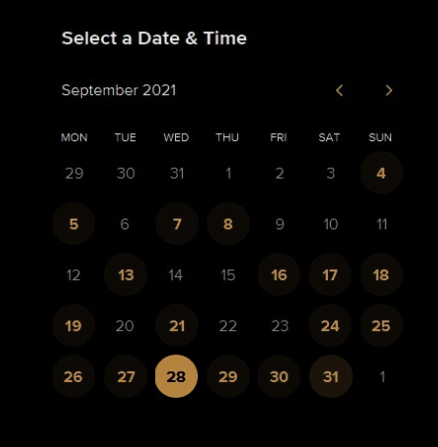 Select a Date & Time
September 2021
MON TUE WED THU FRI SAT SUN
29 30 31 1 2 3 4
5 6 7 8 9 10 11
12 13 14 15 16 17 18
19 20 21 22 23 24 25
26 27 28 29 30 31 1